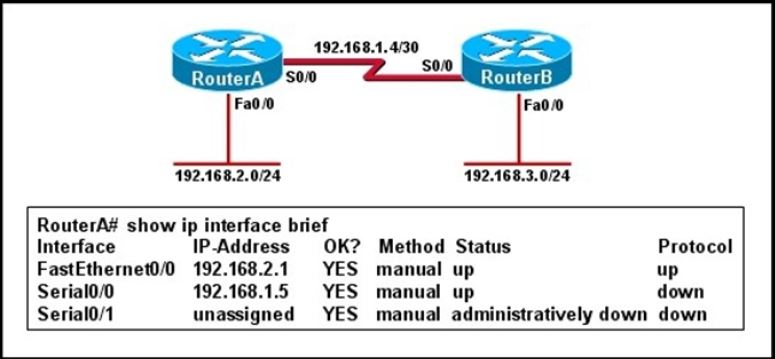 192.168.1.4/30
RouterA S0/0 S0/0 RouterB
Fa0/0 Fa0/0
192.168.2.0/24 192.168.3.0/24
RouterA# show ip interface brief
Interface IP-Address OK? Method Status Protocol
FastEthernet0/0 192.168.2.1 YES manual up up
Serial0/0 192.168.1.5 YES manual up down
Serial0/1 unassigned YES manual administratively down down